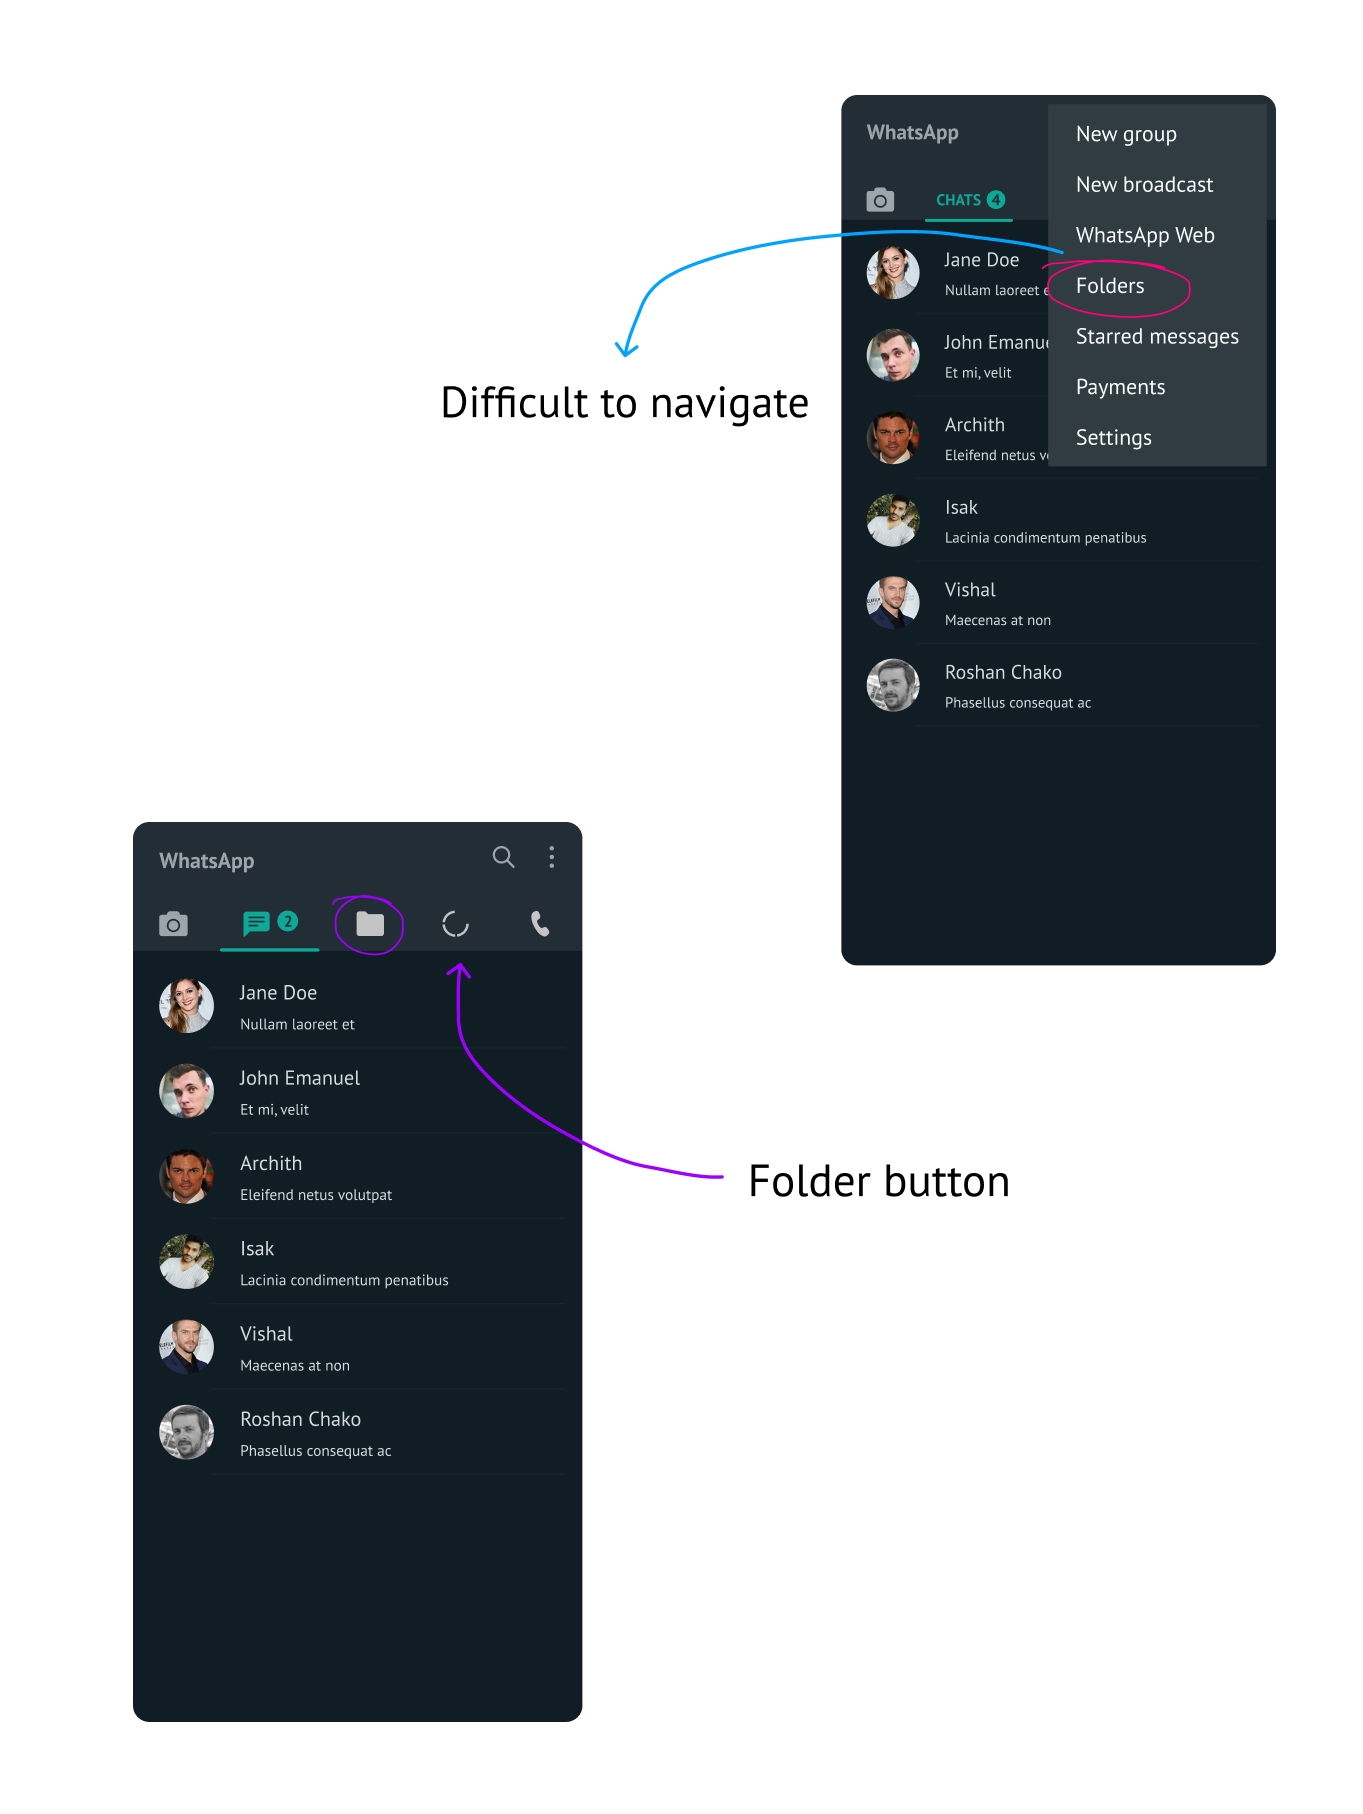 WhatsApp
New group
New broadcast
CHATS 4
WhatsApp Web
Jane Doe
Nullam laoreet e
Folders
John Emanue
Et mi, velit
Starred messages
Payments
Archith
Eleifend netus v
Settings
Isak
Lacinia condimentum penatibus
Vishal
Maecenas at non
Roshan Chako
Phasellus consequat ac
Difficult to navigate
WhatsApp
2
Jane Doe
Nullam laoreet et
John Emanuel
Et mi, velit
Archith
Eleifend netus volutpat
Isak
Lacinia condimentum penatibus
Vishal
Maecenas at non
Roshan Chako
Phasellus consequat ac
Folder button